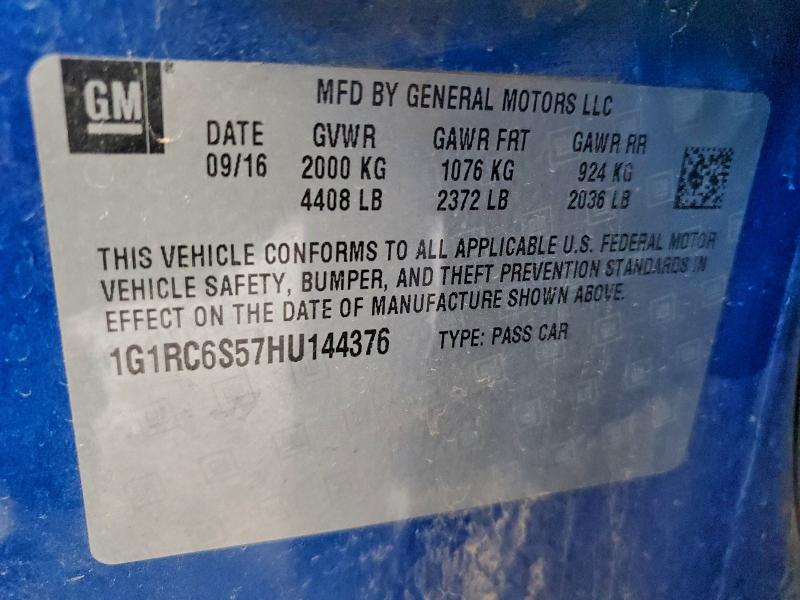 GM
MFD BY GENERAL MOTORS LLC
DATE GVWR GAWR FRT GAWR RR
09/16 2000 KG 1076 KG 924 KG
4408 LB 2372 LB 2036 LB
THIS VEHICLE CONFORMS TO ALL APPLICABLE U.S. FEDERAL MOTOR
VEHICLE SAFETY, BUMPER, AND THEFT PREVENTION STANDARDS IN
EFFECT ON THE DATE OF MANUFACTURE SHOWN ABOVE.
1G1RC6S57HU144376 TYPE: PASS CAR